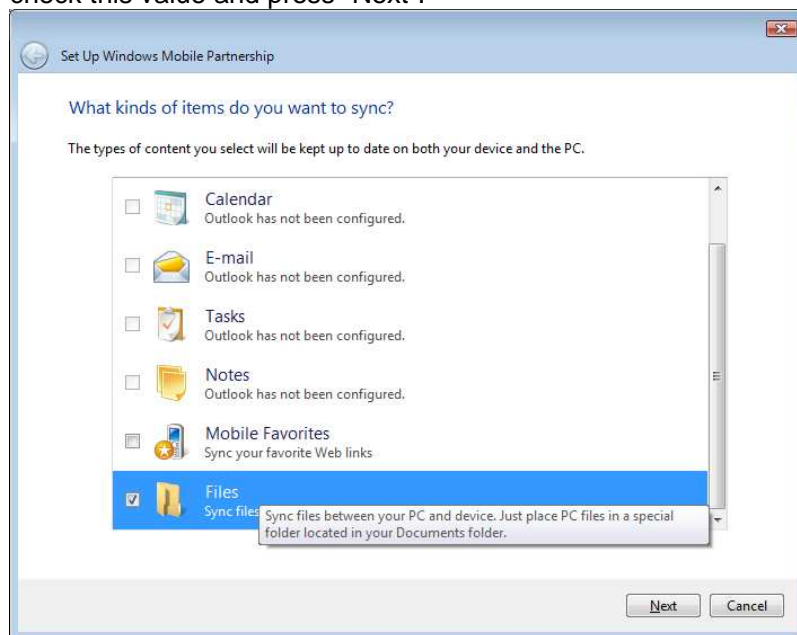 check this value and press "Next".
Set Up Windows Mobile Partnership
What kinds of items do you want to sync?
The types of content you select will be kept up to date on both your device and the PC.
Calendar
Outlook has not been configured.
E-mail
Outlook has not been configured.
Tasks
Outlook has not been configured.
Notes
Outlook has not been configured.
Mobile Favorites
Sync your favorite Web links
Files
Sync files
Sync files between your PC and device. Just place PC files in a special
folder located in your Documents folder.
Next Cancel